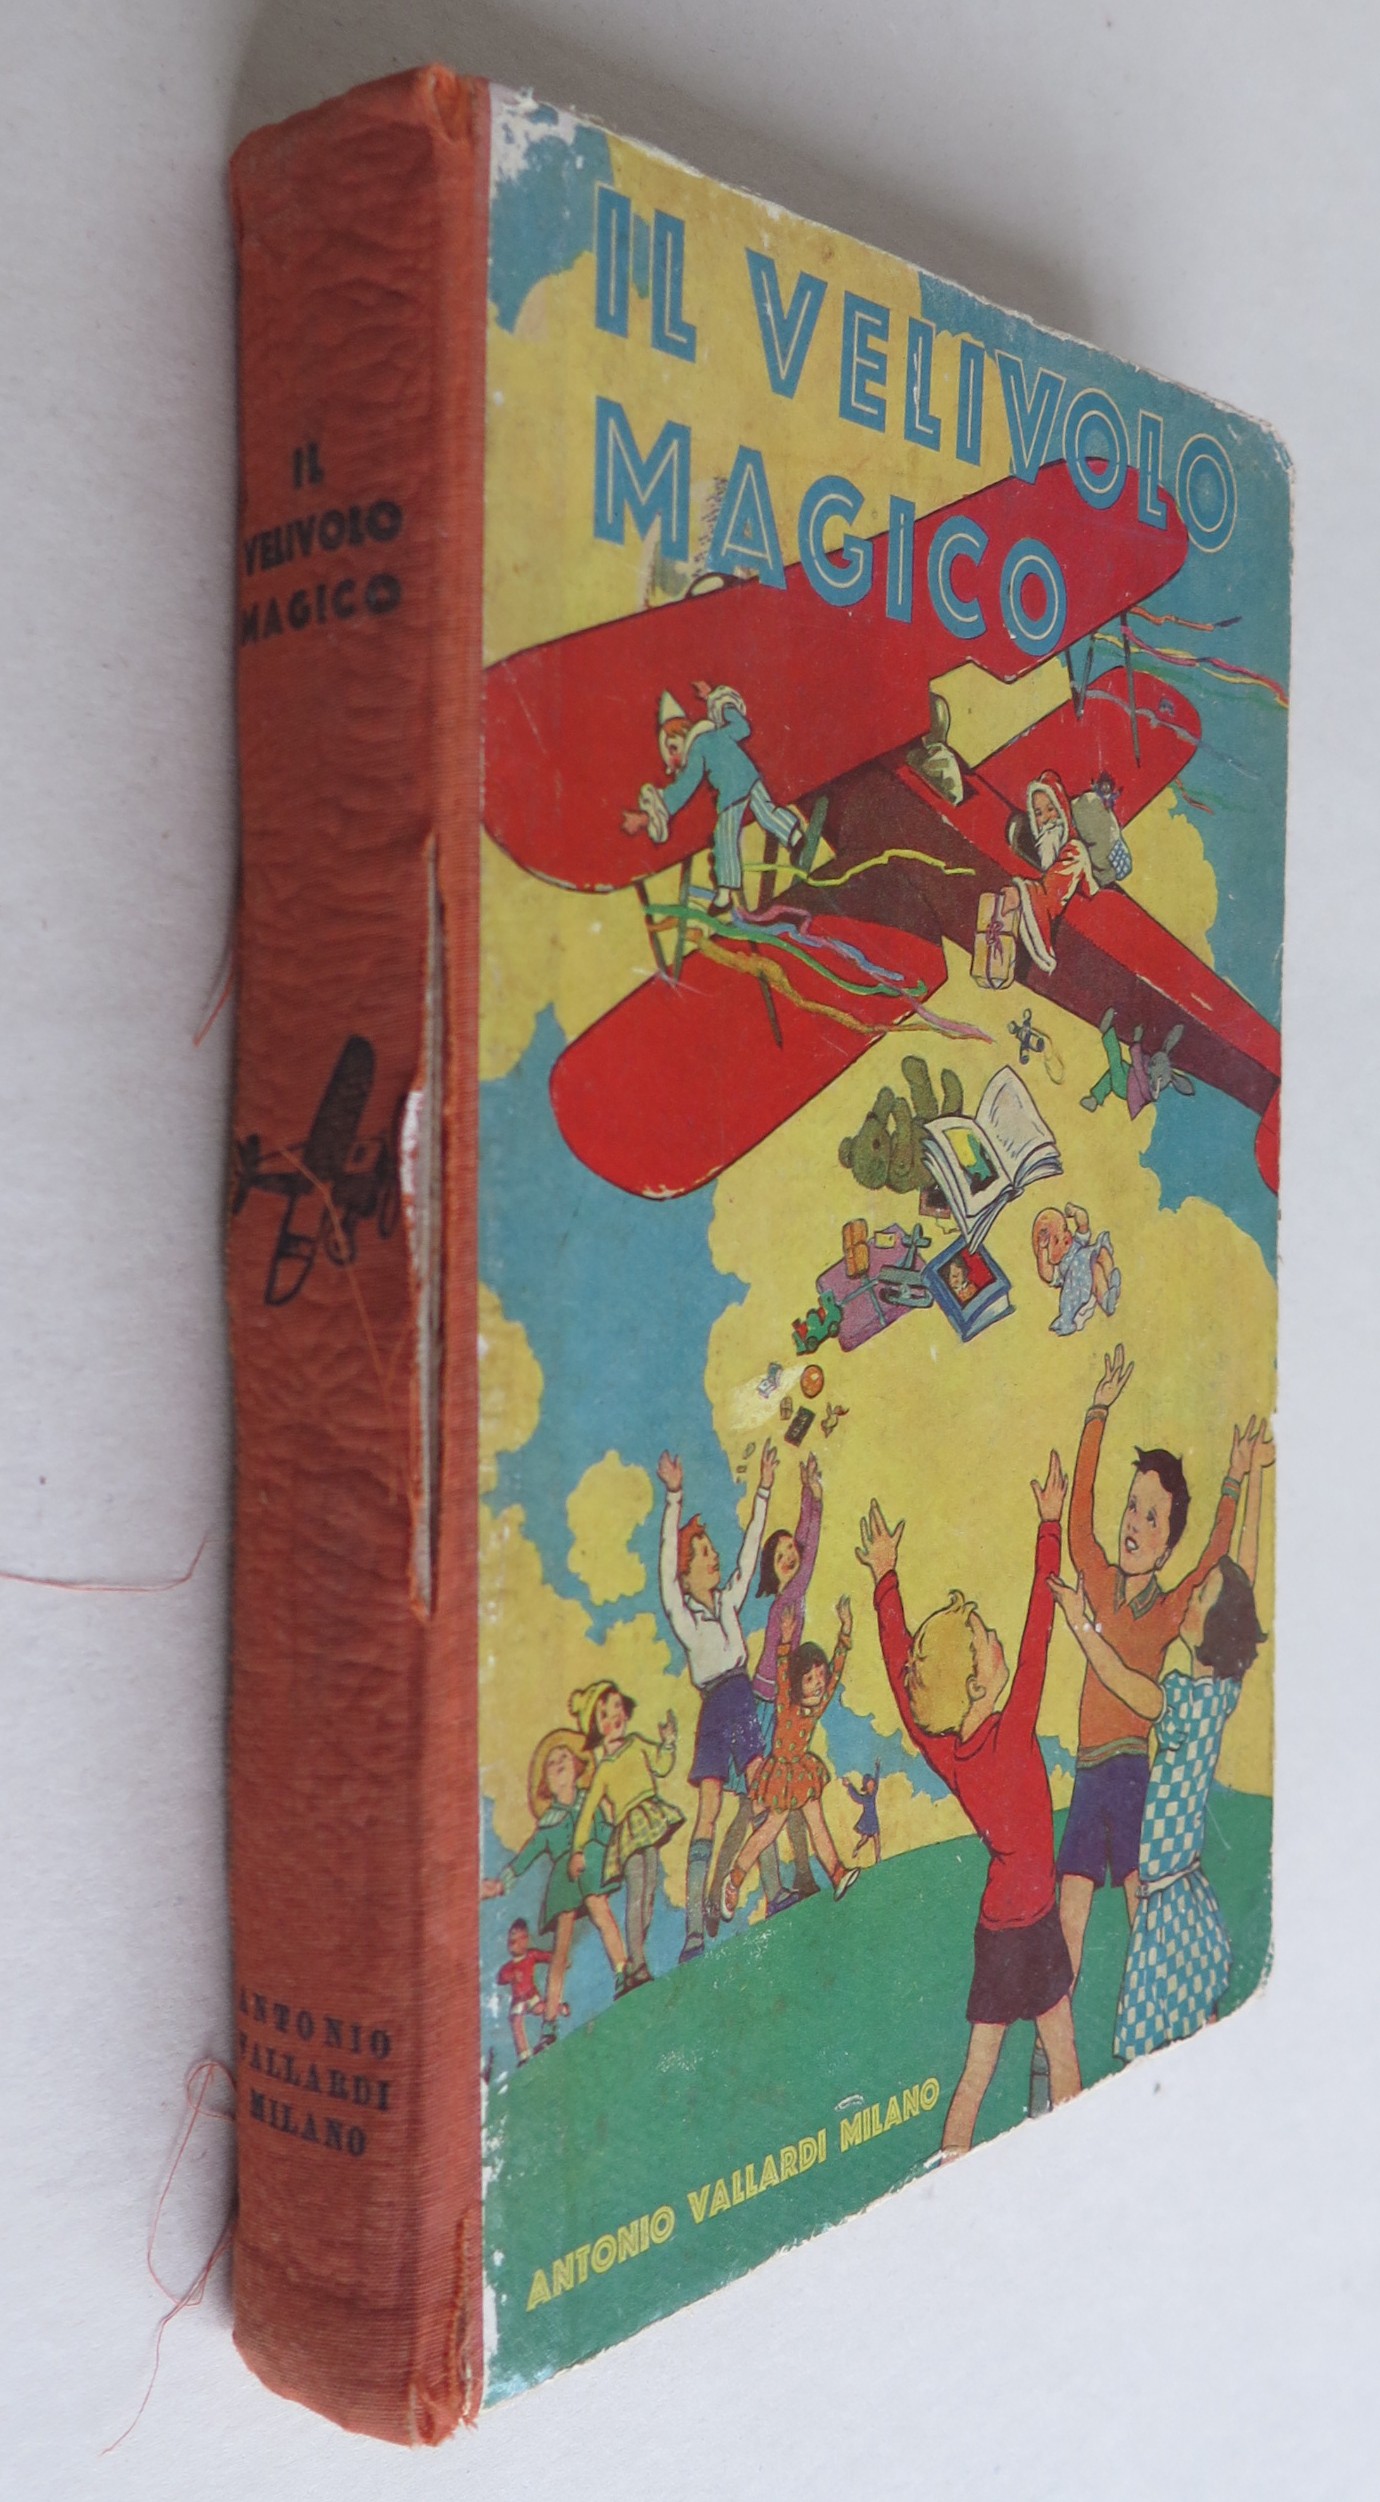 IL
VELIVOLO
MAGICO
ANTONIO
VALLARDI
MILANO
IL VELIVOLO
MAGICO
ANTONIO VALLARDI MILANO